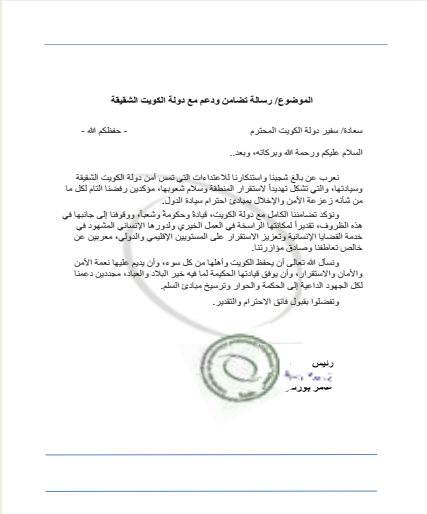 الموضوع/ رسالة تضامن ودعم مع دولة الكويت الشقيقة
سعادة/ سفير دولة الكويت المحترم - حفظكم الله -
السلام عليكم ورحمة الله وبركاته، وبعد..
نعرب عن بالغ شجبنا واستنكارنا للاعتداءات التي تمس أمن دولة الكويت الشقيقة
وسيادتها، والتي تشكل تهديداً لاستقرار المنطقة وسلام شعوبها، مؤكدين رفضنا التام لكل ما
من شأنه زعزعة الأمن والإخلال بمبادئ احترام سيادة الدول.
ونؤكد تضامننا الكامل مع دولة الكويت، قيادةً وحكومةً وشعباً، ووقوفنا إلى جانبها في
هذه الظروف، تقديراً لمكانتها الراسخة في العمل الخيري ولدورها الإنساني المشهود في
خدمة القضايا الإنسانية وتعزيز الاستقرار على المستويين الإقليمي والدولي، معربين عن
خالص تعاطفنا وصادق مؤازرتنا.
ونسأل الله تعالى أن يحفظ الكويت وأهلها من كل سوء، وأن يديم عليها نعمة الأمن
والأمان والاستقرار، وأن يوفق قيادتها الحكيمة لما فيه خير البلاد والعباد، مجددين دعمنا
لكل الجهود الداعية إلى الحكمة والحوار وترسيخ مبادئ السلم.
وتفضلوا بقبول فائق الاحترام والتقدير.
رئيس